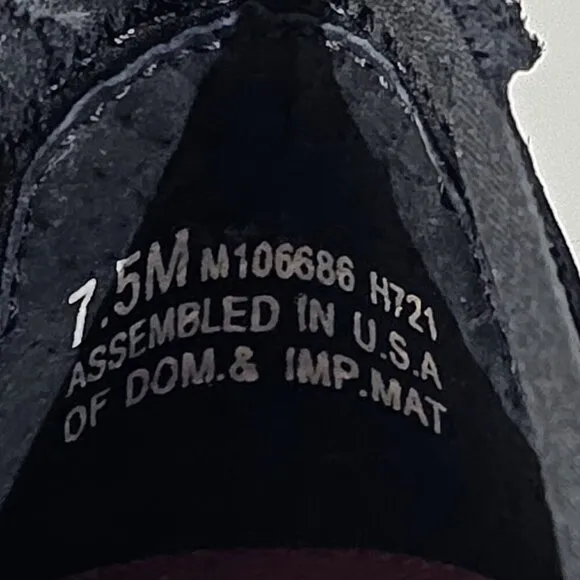 7.5M M106686 H721
ASSEMBLED IN U.S.A
OF DOM.& IMP.MAT